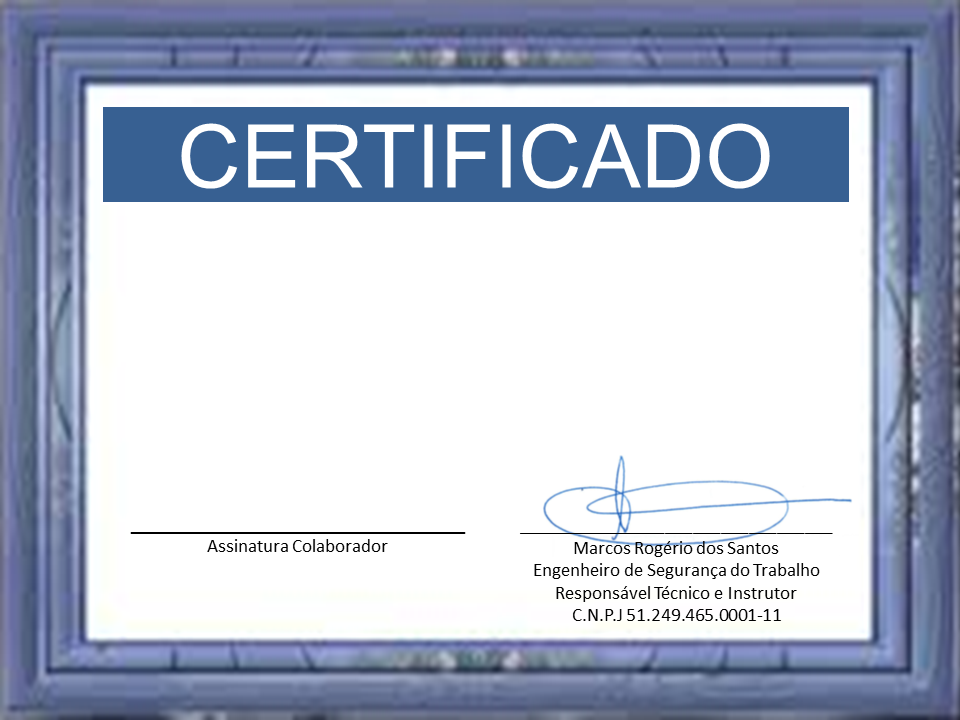 CERTIFICADO
Assinatura Colaborador
Marcos Rogério dos Santos
Engenheiro de Segurança do Trabalho
Responsável Técnico e Instrutor
C.N.P.J 51.249.465.0001-11